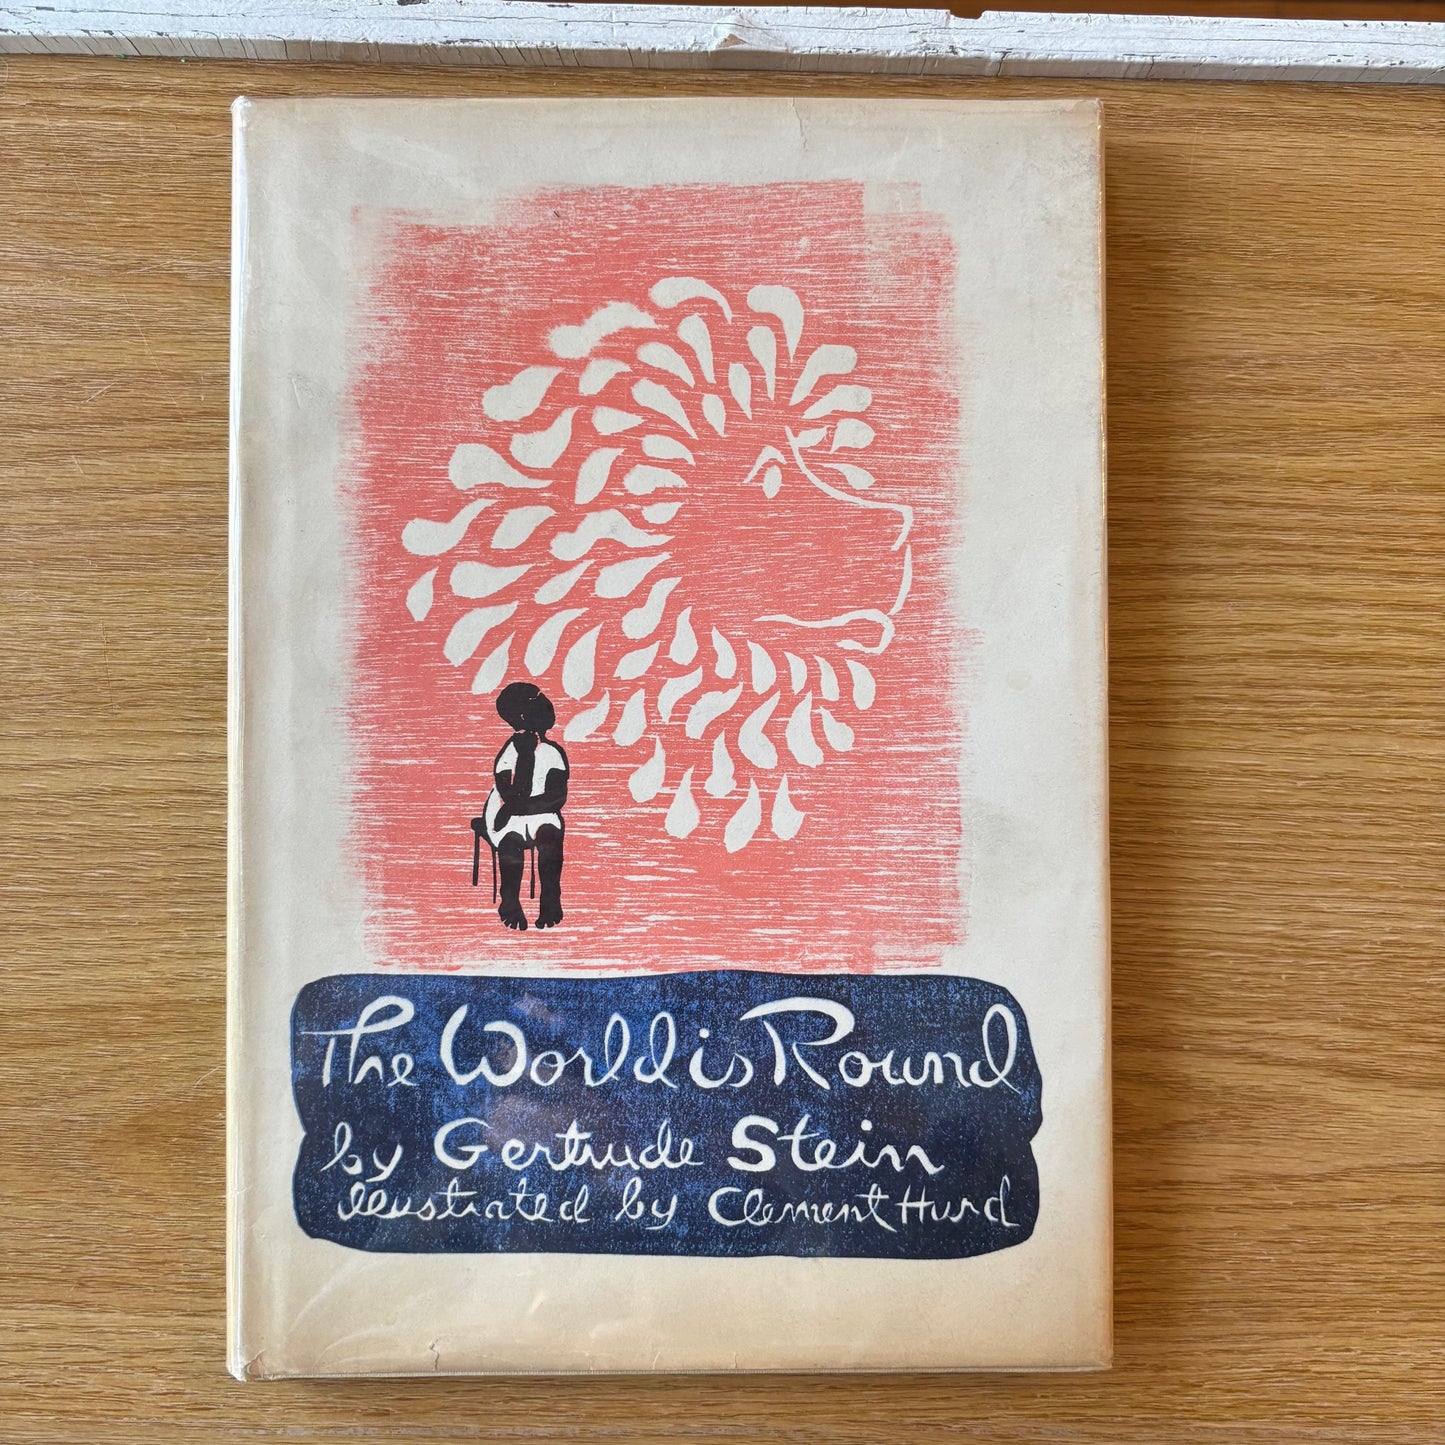 The World is Round
by Gertrude Stein
illustrated by Clement Hurd